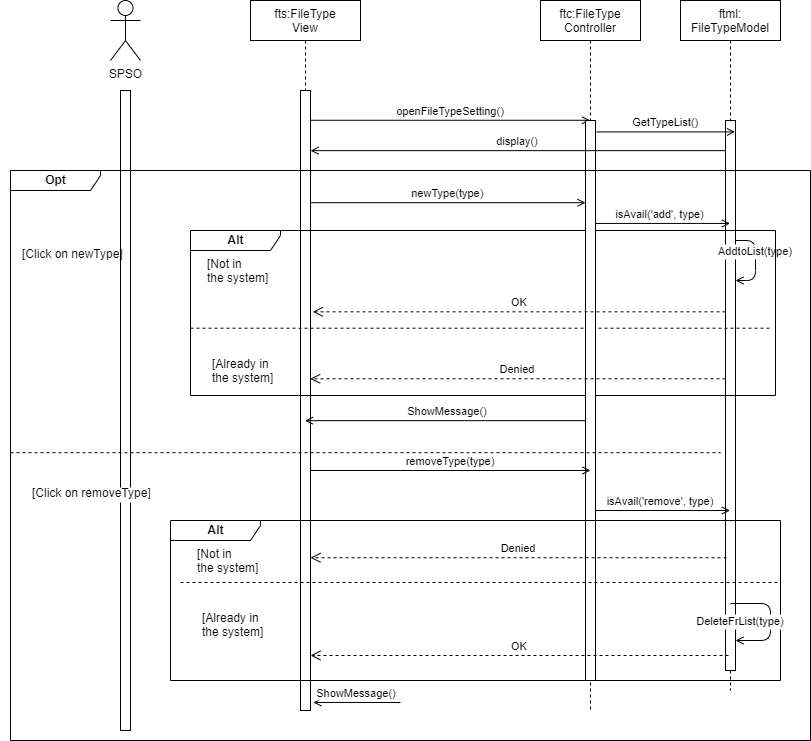 fts:FileType
View
ftc:FileType
Controller
ftml:
FileTypeModel
SPSO
openFileTypeSetting()
GetTypeList()
display()
Opt
newType(type)
isAvail('add', type)
Alt
[Click on newType]
AddtoList(type)
[Not in
the system]
OK
[Already in
the system]
Denied
ShowMessage()
removeType(type)
[Click on removeType]
isAvail('remove', type)
Alt
Denied
[Not in
the system]
[Already in
the system]
DeleteFrList(type)
OK
ShowMessage()